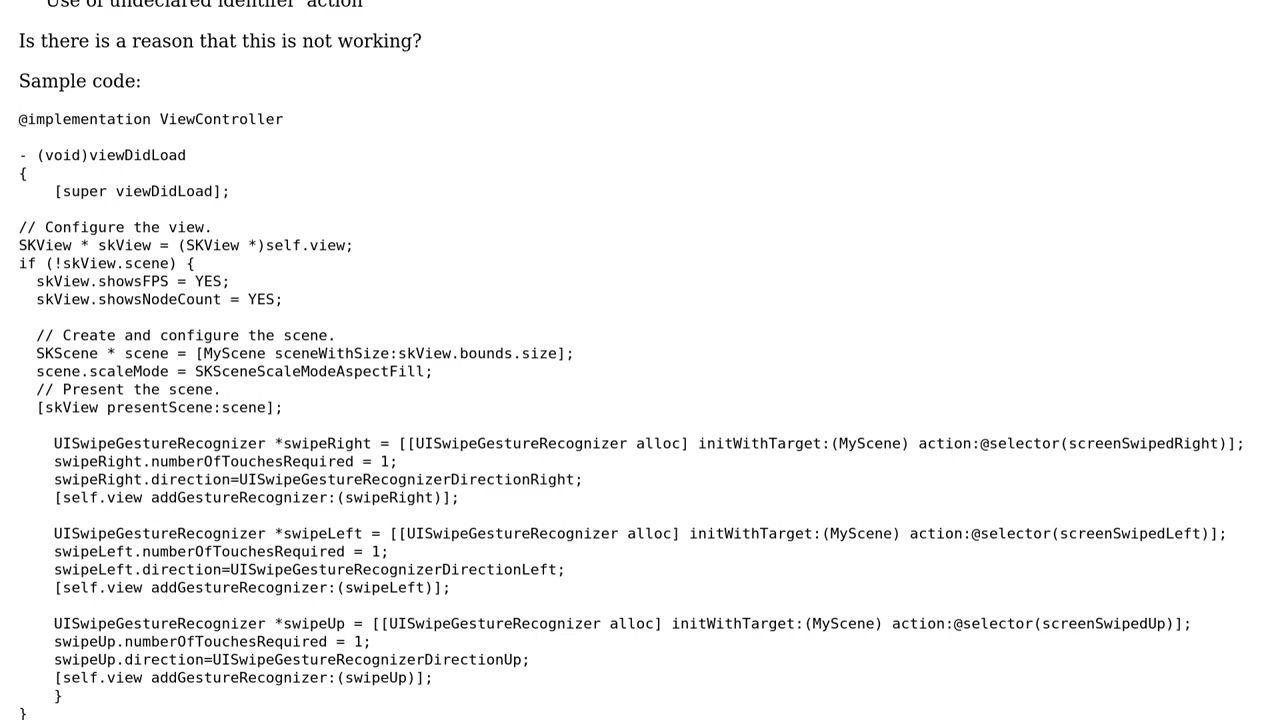 Use of undeclared identifier 'action'
Is there is a reason that this is not working?
Sample code:
@implementation ViewController
- (void)viewDidLoad
{
[super viewDidLoad];
// Configure the view.
SKView * skView = (SKView *)self.view;
if (!skView.scene) {
skView.showsFPS = YES;
skView.showsNodeCount = YES;
// Create and configure the scene.
SKScene * scene = [MyScene sceneWithSize:skView.bounds.size];
scene.scaleMode = SKSceneScaleModeAspectFill;
// Present the scene.
[skView presentScene:scene];
UISwipeGestureRecognizer *swipeRight = [[UISwipeGestureRecognizer alloc] initWithTarget:(MyScene) action:@selector(screenSwipedRight)];
swipeRight.numberOfTouchesRequired = 1;
swipeRight.direction=UISwipeGestureRecognizerDirectionRight;
[self.view addGestureRecognizer:(swipeRight)];
UISwipeGestureRecognizer *swipeLeft = [[UISwipeGestureRecognizer alloc] initWithTarget:(MyScene) action:@selector(screenSwipedLeft)];
swipeLeft.numberOfTouchesRequired = 1;
swipeLeft.direction=UISwipeGestureRecognizerDirectionLeft;
[self.view addGestureRecognizer:(swipeLeft)];
UISwipeGestureRecognizer *swipeUp = [[UISwipeGestureRecognizer alloc] initWithTarget:(MyScene) action:@selector(screenSwipedUp)];
swipeUp.numberOfTouchesRequired = 1;
swipeUp.direction=UISwipeGestureRecognizerDirectionUp;
[self.view addGestureRecognizer:(swipeUp)];
}
}